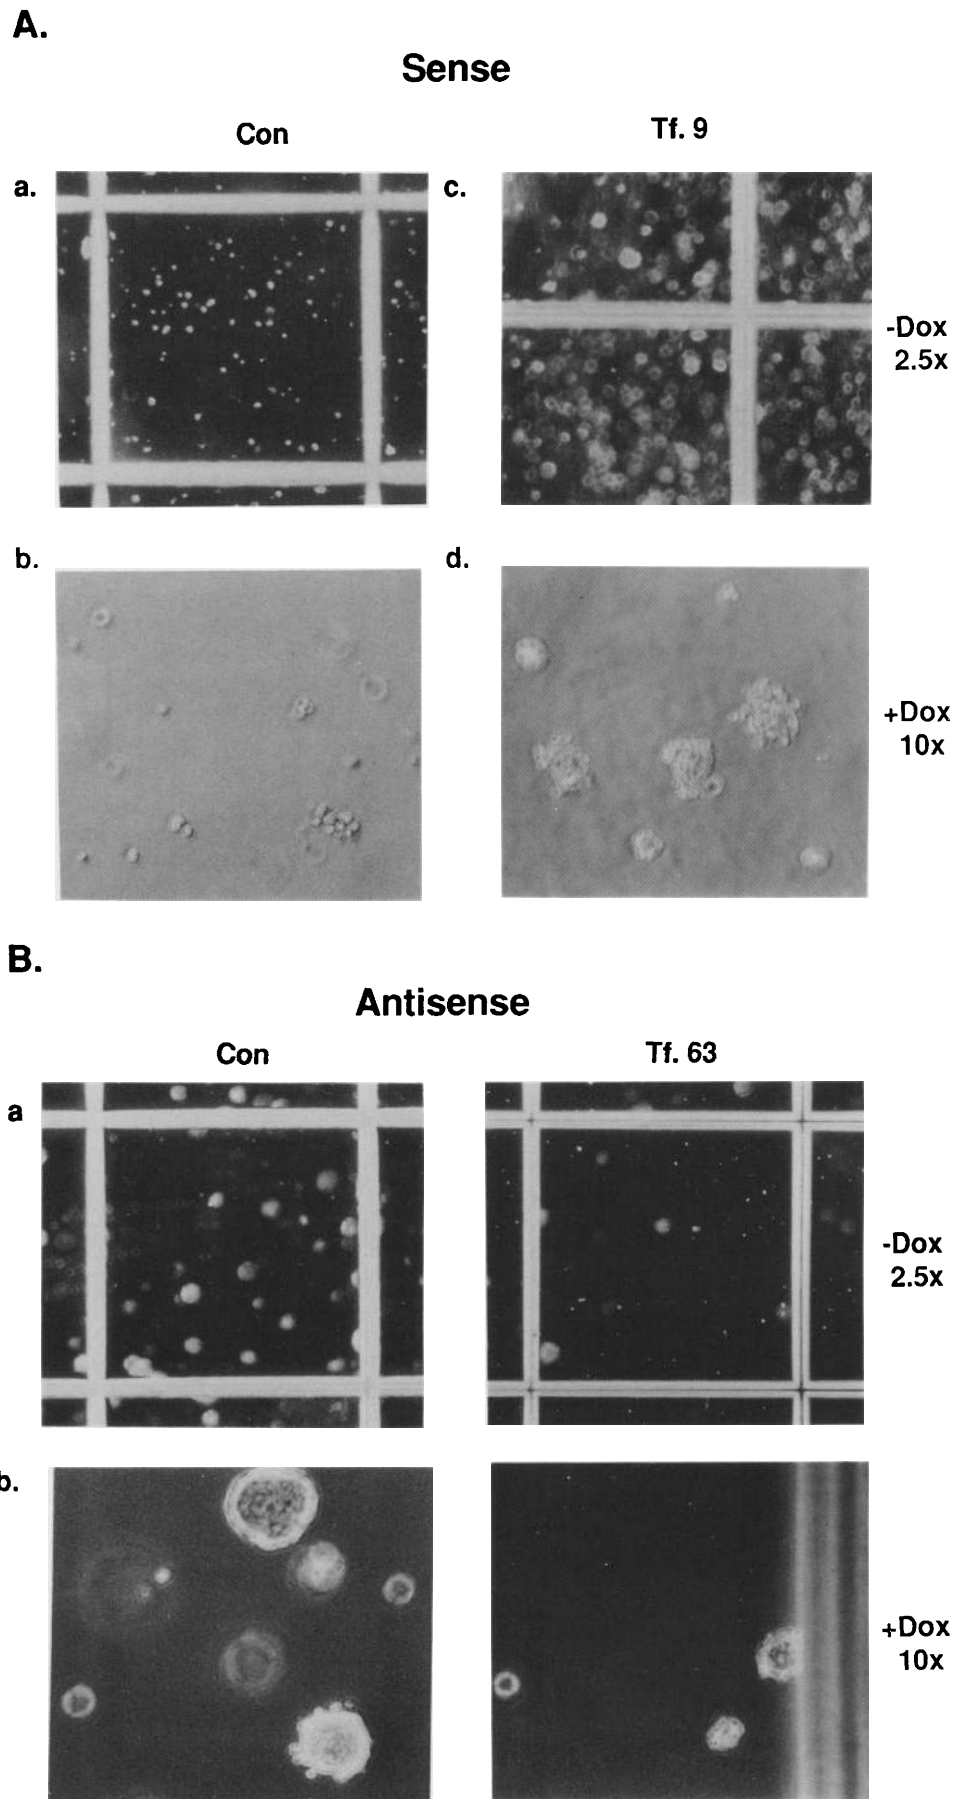 A.
Sense
Con
Tf. 9
a.
c.
-Dox
2.5x
b.
d.
+Dox
10x
B.
Antisense
Con
Tf. 63
a
-Dox
2.5x
b.
+Dox
10x